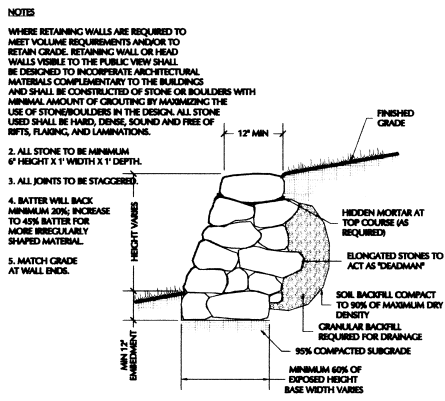 NOTES
WHERE RETAINING WALLS ARE REQUIRED TO
MEET VOLUME REQUIREMENTS AND/OR TO
RETAIN GRADE. RETAINING WALL OR HEAD
WALLS VISIBLE TO THE PUBLIC VIEW SHALL
BE DESIGNED TO INCORPERATE ARCHITECTURAL
MATERIALS COMPLEMENTARY TO THE BUILDINGS
AND SHALL BE CONSTRUCTED OF STONE OR BOULDERS WITH
MINIMAL AMOUNT OF GROUTING BY MAXIMIZING THE
USE OF STONE/BOULDERS IN THE DESIGN. ALL STONE
USED SHALL BE HARD, DENSE, SOUND AND FREE OF
RIFTS, FLAKING, AND LAMINATIONS.
2. ALL STONE TO BE MINIMUM
6" HEIGHT X 1' WIDTH X 1' DEPTH.
3. ALL JOINTS TO BE STAGGERED.
4. BATTER WILL BACK
MINIMUM 20%; INCREASE
TO 45% BATTER FOR
MORE IRREGULARLY
SHAPED MATERIAL.
5. MATCH GRADE
AT WALL ENDS.
12" MIN
FINISHED
GRADE
HEIGHT VARIES
HIDDEN MORTAR AT
TOP COURSE (AS
REQUIRED)
ELONGATED STONES TO
ACT AS "DEADMAN"
SOIL BACKFILL COMPACT
TO 90% OF MAXIMUM DRY
DENSITY
GRANULAR BACKFILL
REQUIRED FOR DRAINAGE
95% COMPACTED SUBGRADE
MIN 12"
EMBEDMENT
MINIMUM 60% OF
EXPOSED HEIGHT
BASE WIDTH VARIES